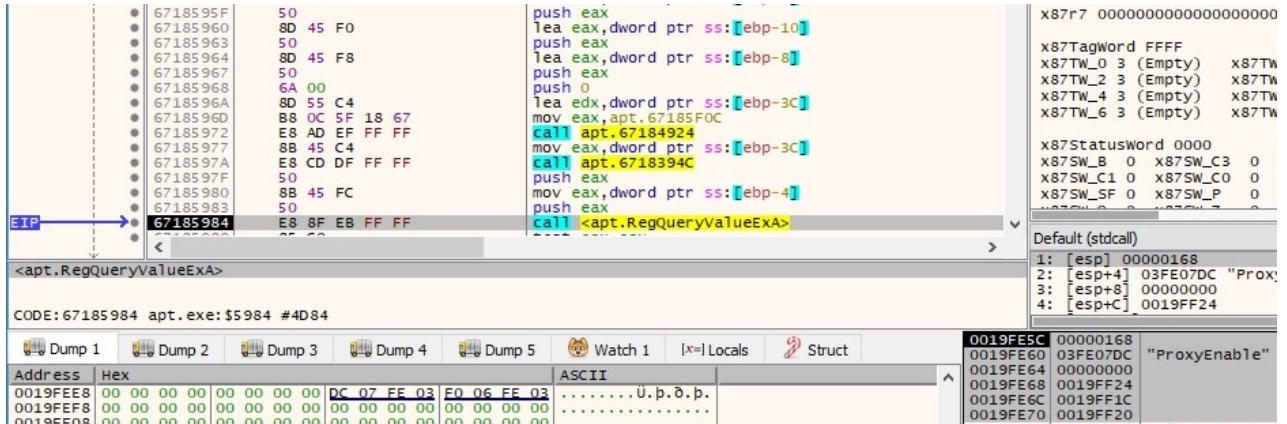 6718595F 50 push eax
67185960 8D 45 F0 lea eax,dword ptr ss:[ebp-10]
67185963 50 push eax
67185964 8D 45 F8 lea eax,dword ptr ss:[ebp-8]
67185967 50 push eax
67185968 6A 00 push 0
6718596A 8D 55 C4 lea edx,dword ptr ss:[ebp-3C]
6718596D B8 0C 5F 18 67 mov eax,apt.67185F0C
67185972 E8 AD EF FF FF call apt.67184924
67185977 8B 45 C4 mov eax,dword ptr ss:[ebp-3C]
6718597A E8 CD DF FF FF call apt.6718394C
6718597F 50 push eax
67185980 8B 45 FC mov eax,dword ptr ss:[ebp-4]
67185983 50 push eax
EIP 67185984 E8 8F EB FF FF call <apt.RegQueryValueExA>
<apt.RegQueryValueExA>
CODE:67185984 apt.exe:$5984 #4D84
x87r7 0000000000000000000
x87TagWord FFFF
x87TW_0 3 (Empty) x87TW
x87TW_2 3 (Empty) x87TW
x87TW_4 3 (Empty) x87TW
x87TW_6 3 (Empty) x87TW
x87StatusWord 0000
x87SW_B 0 x87SW_C3 0
x87SW_C1 0 x87SW_C0 0
x87SW_SF 0 x87SW_P 0
Default (stdcall)
1: [esp] 00000168
2: [esp+4] 03FE07DC "Proxy
3: [esp+8] 00000000
4: [esp+C] 0019FF24
Dump 1 Dump 2 Dump 3 Dump 4 Dump 5 Watch 1 [x=] Locals Struct
Address Hex ASCII
0019FEE8 00 00 00 00 00 00 00 00 DC 07 FE 03 F0 06 FE 03 ........Ü.þ.ð.þ.
0019FEF8 00 00 00 00 00 00 00 00 00 00 00 00 00 00 00 00 ................
0019FE5C 00000168
0019FE60 03FE07DC "ProxyEnable"
0019FE64 00000000
0019FE68 0019FF24
0019FE6C 0019FF1C
0019FE70 0019FF20